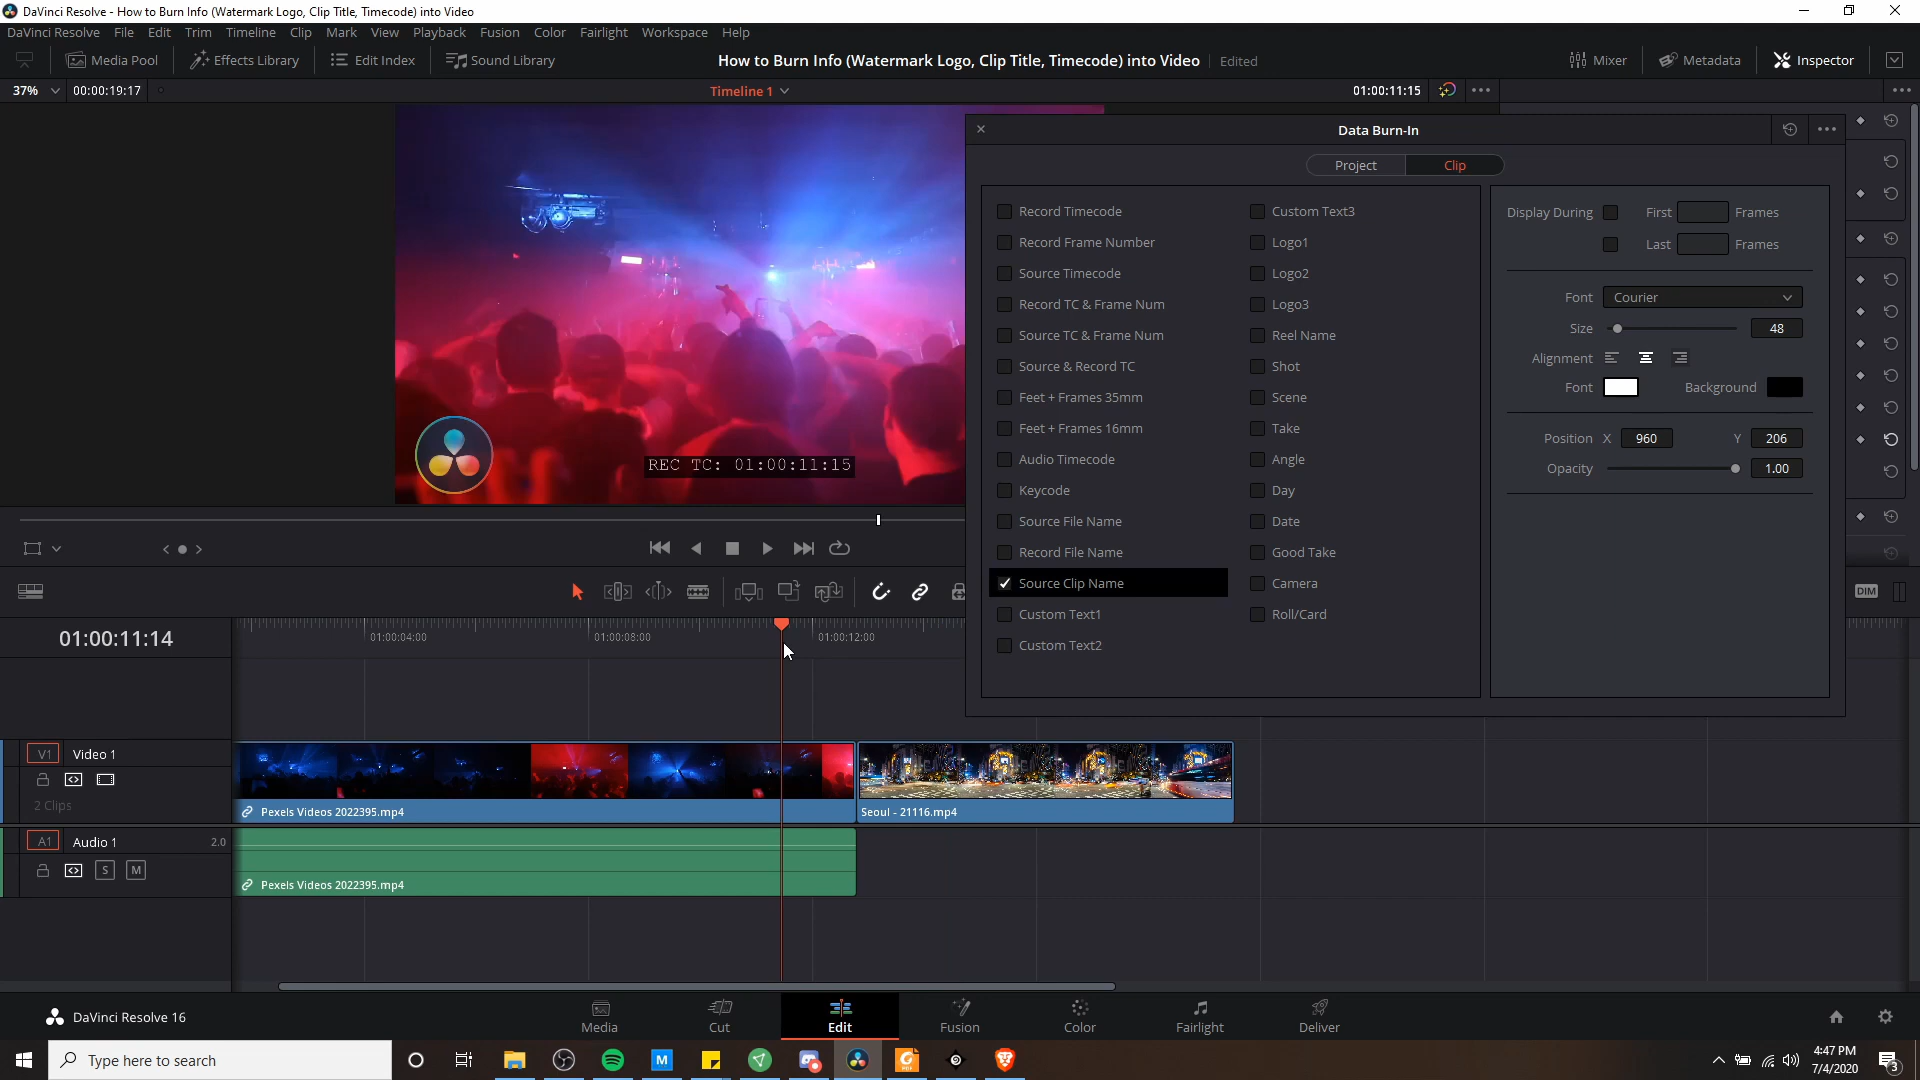 DaVinci Resolve - How to Burn Info (Watermark Logo, Clip Title, Timecode) into Video
DaVinci Resolve File Edit Trim Timeline Clip Mark View Playback Fusion Color Fairlight Workspace Help
Media Pool Effects Library Edit Index Sound Library How to Burn Info (Watermark Logo, Clip Title, Timecode) into Video Edited Mixer Metadata Inspector
37% 00:00:19:17 Timeline 1 01:00:11:15
Data Burn-In
Project Clip
Record Timecode
Record Frame Number
Source Timecode
Record TC & Frame Num
Source TC & Frame Num
Source & Record TC
Feet + Frames 35mm
Feet + Frames 16mm
Audio Timecode
Keycode
Source File Name
Record File Name
Source Clip Name
Custom Text1
Custom Text2
Custom Text3
Logo1
Logo2
Logo3
Reel Name
Shot
Scene
Take
Angle
Day
Date
Good Take
Camera
Roll/Card
Display During First Frames
Last Frames
Font Courier
Size 48
Alignment
Font Background
Position X 960 Y 206
Opacity 1.00
REC TC: 01:00:11:15
DIM
01:00:11:14 01:00:04:00 01:00:08:00 01:00:12:00
V1 Video 1
2 Clips
Pexels Videos 2022395.mp4 Seoul - 21116.mp4
A1 Audio 1 2.0
S M
Pexels Videos 2022395.mp4
DaVinci Resolve 16 Media Cut Edit Fusion Color Fairlight Deliver
Type here to search
M
PDF
4:47 PM
7/4/2020
3